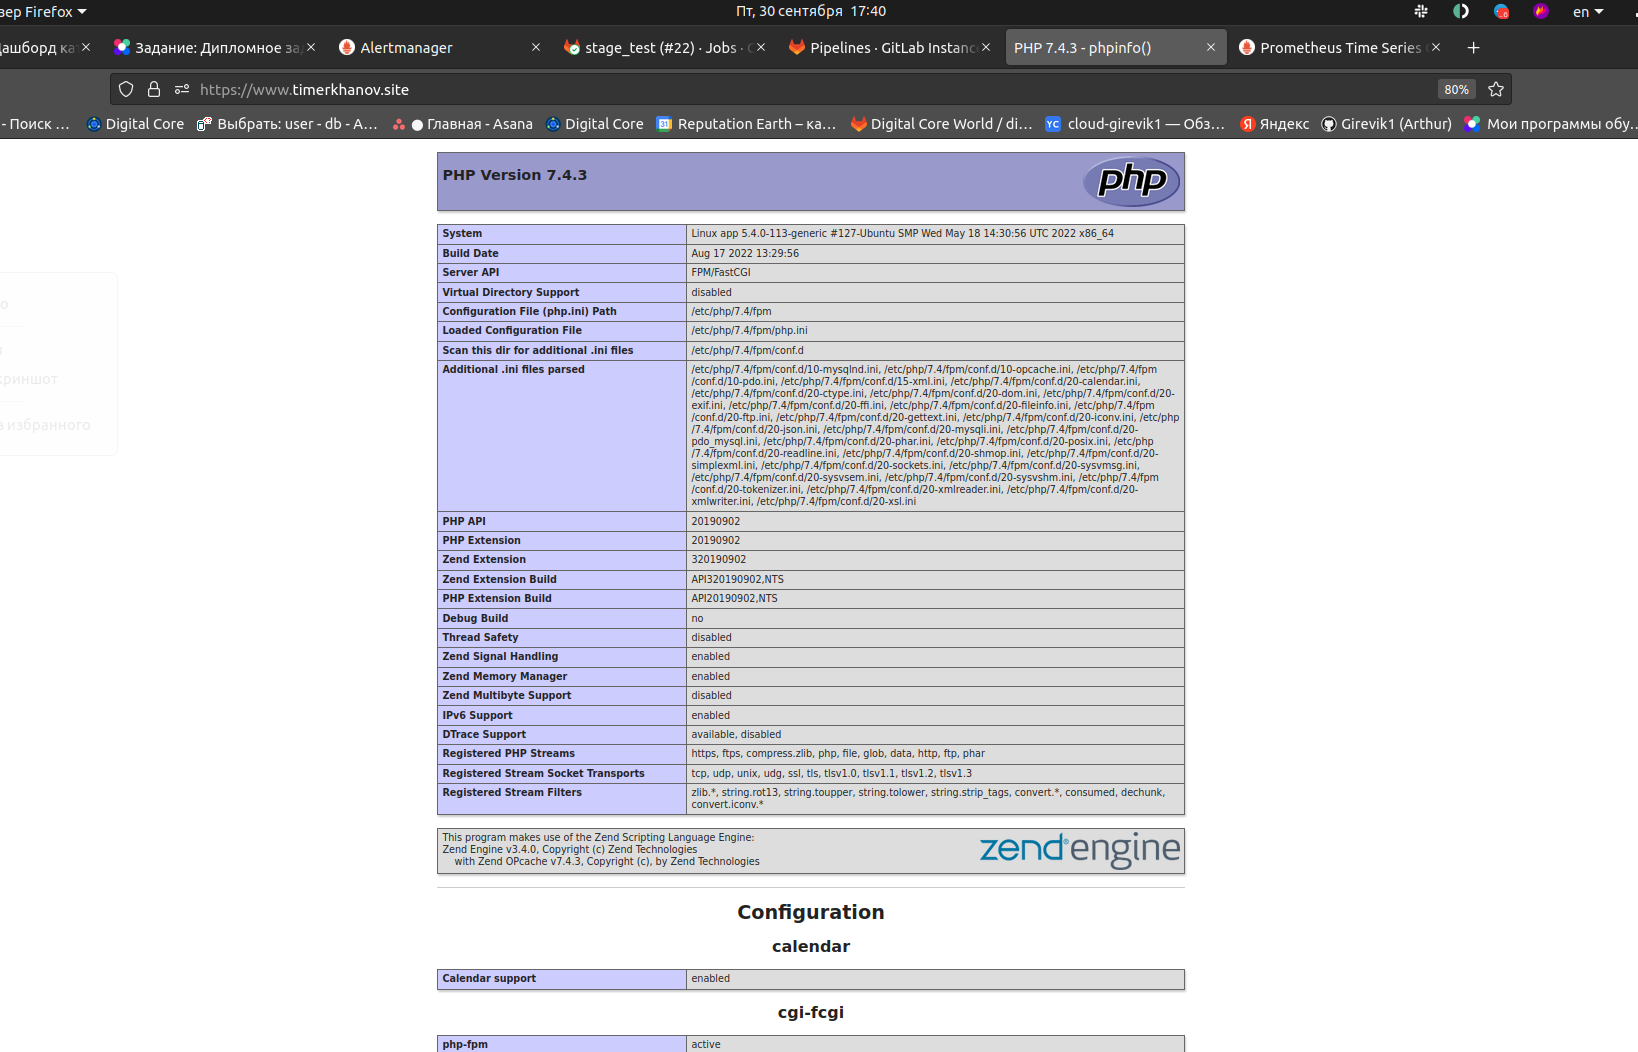 зер Firefox
Пт, 30 сентября 17:40
en
Дашборд ка
Задание: Дипломное за
Alertmanager
stage_test (#22) · Jobs ·
Pipelines · GitLab Instanc
PHP 7.4.3 - phpinfo()
Prometheus Time Series
https://www.timerkhanov.site
80%
- Поиск ...
Digital Core
Выбрать: user - db - A...
Главная - Asana
Digital Core
Reputation Earth – ка...
Digital Core World / di...
YC cloud-girevik1 — Обз...
Яндекс
Girevik1 (Arthur)
Мои программы обу...
криншот
избранного
PHP Version 7.4.3
php
System Linux app 5.4.0-113-generic #127-Ubuntu SMP Wed May 18 14:30:56 UTC 2022 x86_64
Build Date Aug 17 2022 13:29:56
Server API FPM/FastCGI
Virtual Directory Support disabled
Configuration File (php.ini) Path /etc/php/7.4/fpm
Loaded Configuration File /etc/php/7.4/fpm/php.ini
Scan this dir for additional .ini files /etc/php/7.4/fpm/conf.d
Additional .ini files parsed /etc/php/7.4/fpm/conf.d/10-mysqlnd.ini, /etc/php/7.4/fpm/conf.d/10-opcache.ini, /etc/php/7.4/fpm
/conf.d/10-pdo.ini, /etc/php/7.4/fpm/conf.d/15-xml.ini, /etc/php/7.4/fpm/conf.d/20-calendar.ini,
/etc/php/7.4/fpm/conf.d/20-ctype.ini, /etc/php/7.4/fpm/conf.d/20-dom.ini, /etc/php/7.4/fpm/conf.d/20-
exif.ini, /etc/php/7.4/fpm/conf.d/20-ffi.ini, /etc/php/7.4/fpm/conf.d/20-fileinfo.ini, /etc/php/7.4/fpm
/conf.d/20-ftp.ini, /etc/php/7.4/fpm/conf.d/20-gettext.ini, /etc/php/7.4/fpm/conf.d/20-iconv.ini, /etc/php
/7.4/fpm/conf.d/20-json.ini, /etc/php/7.4/fpm/conf.d/20-mysqli.ini, /etc/php/7.4/fpm/conf.d/20-
pdo_mysql.ini, /etc/php/7.4/fpm/conf.d/20-phar.ini, /etc/php/7.4/fpm/conf.d/20-posix.ini, /etc/php
/7.4/fpm/conf.d/20-readline.ini, /etc/php/7.4/fpm/conf.d/20-shmop.ini, /etc/php/7.4/fpm/conf.d/20-
simplexml.ini, /etc/php/7.4/fpm/conf.d/20-sockets.ini, /etc/php/7.4/fpm/conf.d/20-sysvmsg.ini,
/etc/php/7.4/fpm/conf.d/20-sysvsem.ini, /etc/php/7.4/fpm/conf.d/20-sysvshm.ini, /etc/php/7.4/fpm
/conf.d/20-tokenizer.ini, /etc/php/7.4/fpm/conf.d/20-xmlreader.ini, /etc/php/7.4/fpm/conf.d/20-
xmlwriter.ini, /etc/php/7.4/fpm/conf.d/20-xsl.ini
PHP API 20190902
PHP Extension 20190902
Zend Extension 320190902
Zend Extension Build API320190902,NTS
PHP Extension Build API20190902,NTS
Debug Build no
Thread Safety disabled
Zend Signal Handling enabled
Zend Memory Manager enabled
Zend Multibyte Support disabled
IPv6 Support enabled
DTrace Support available, disabled
Registered PHP Streams https, ftps, compress.zlib, php, file, glob, data, http, ftp, phar
Registered Stream Socket Transports tcp, udp, unix, udg, ssl, tls, tlsv1.0, tlsv1.1, tlsv1.2, tlsv1.3
Registered Stream Filters zlib.*, string.rot13, string.toupper, string.tolower, string.strip_tags, convert.*, consumed, dechunk,
convert.iconv.*
This program makes use of the Zend Scripting Language Engine:
Zend Engine v3.4.0, Copyright (c) Zend Technologies
with Zend OPcache v7.4.3, Copyright (c), by Zend Technologies
zend engine
Configuration
calendar
Calendar support enabled
cgi-fcgi
php-fpm active